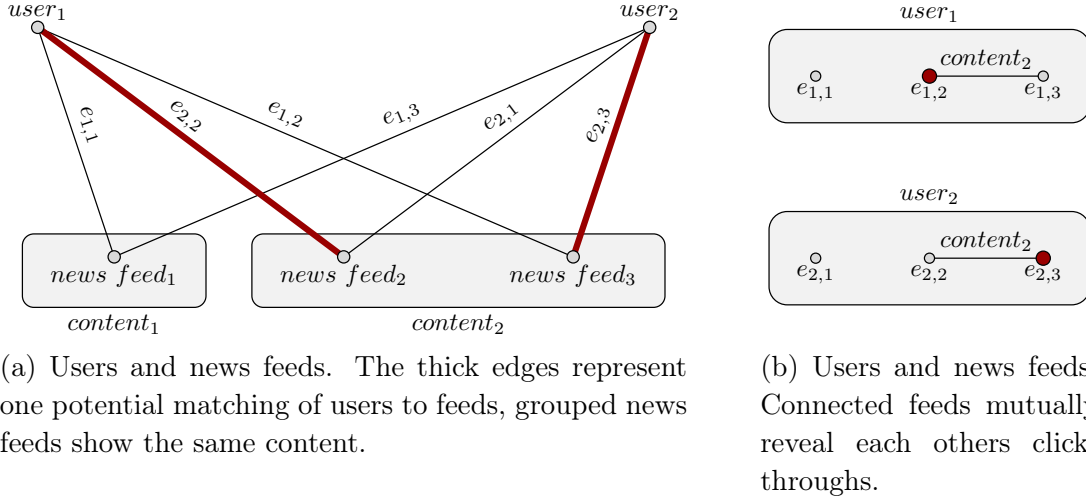 user₁
user₂
e₁,₁
e₂,₂
e₁,₂
e₁,₃
e₂,₁
e₂,₃
news feed₁
news feed₂
news feed₃
content₁
content₂
(a) Users and news feeds. The thick edges represent
one potential matching of users to feeds, grouped news
feeds show the same content.
user₁
content₂
e₁,₁
e₁,₂
e₁,₃
user₂
content₂
e₂,₁
e₂,₂
e₂,₃
(b) Users and news feeds
Connected feeds mutually
reveal each others click
throughs.